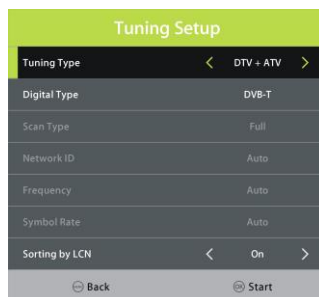 Tuning Setup
Tuning Type < DTV + ATV >
Digital Type DVB-T
Scan Type Full
Network ID Auto
Frequency Auto
Symbol Rate Auto
Sorting by LCN < On >
Back OK Start